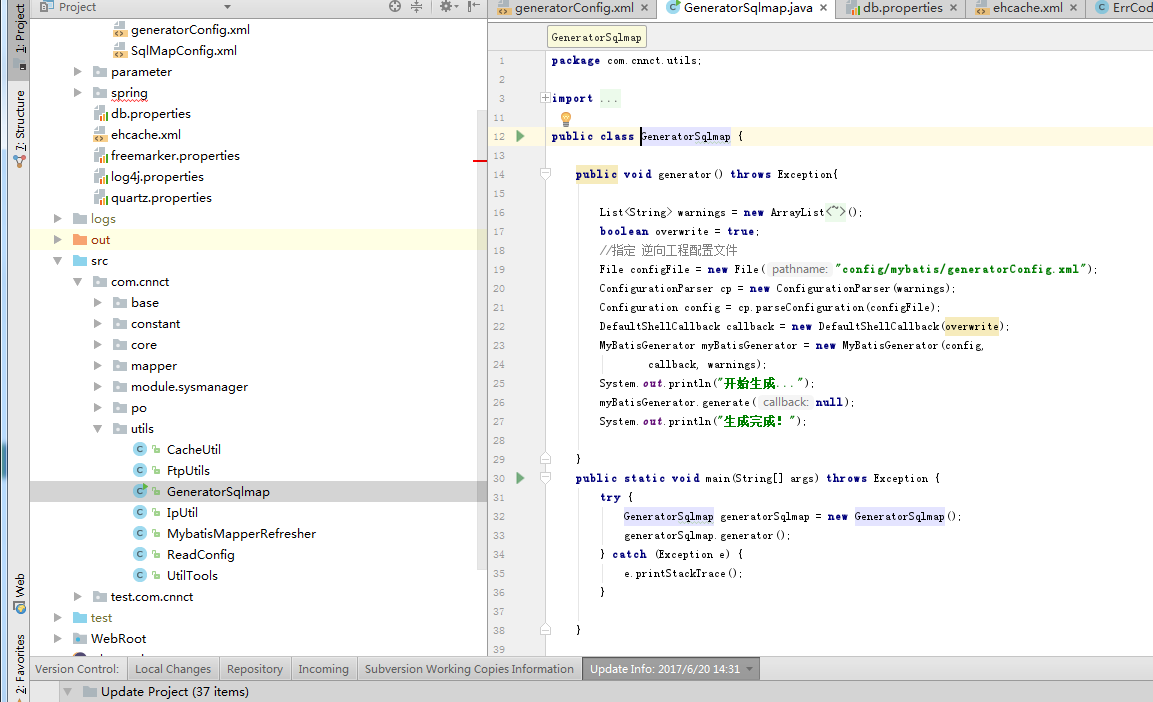 Project
generatorConfig.xml
GeneratorSqlmap.java
db.properties
ehcache.xml
ErrCod
1: Project
7: Structure
Web
2: Favorites
generatorConfig.xml
SqlMapConfig.xml
parameter
spring
db.properties
ehcache.xml
freemarker.properties
log4j.properties
quartz.properties
logs
out
src
com.cnnct
base
constant
core
mapper
module.sysmanager
po
utils
CacheUtil
FtpUtils
GeneratorSqlmap
IpUtil
MybatisMapperRefresher
ReadConfig
UtilTools
test.com.cnnct
test
WebRoot
GeneratorSqlmap
1 package com.cnnct.utils;
2
3 import ...
11
12 public class GeneratorSqlmap {
13
14 public void generator() throws Exception{
15
16 List<String> warnings = new ArrayList<~>();
17 boolean overwrite = true;
18 //指定 逆向工程配置文件
19 File configFile = new File( pathname: "config/mybatis/generatorConfig.xml");
20 ConfigurationParser cp = new ConfigurationParser(warnings);
21 Configuration config = cp.parseConfiguration(configFile);
22 DefaultShellCallback callback = new DefaultShellCallback(overwrite);
23 MyBatisGenerator myBatisGenerator = new MyBatisGenerator(config,
24 callback, warnings);
25 System.out.println("开始生成...");
26 myBatisGenerator.generate( callback: null);
27 System.out.println("生成完成！");
28
29 }
30 public static void main(String[] args) throws Exception {
31 try {
32 GeneratorSqlmap generatorSqlmap = new GeneratorSqlmap();
33 generatorSqlmap.generator();
34 } catch (Exception e) {
35 e.printStackTrace();
36 }
37
38 }
39
Version Control:
Local Changes
Repository
Incoming
Subversion Working Copies Information
Update Info: 2017/6/20 14:31
Update Project (37 items)